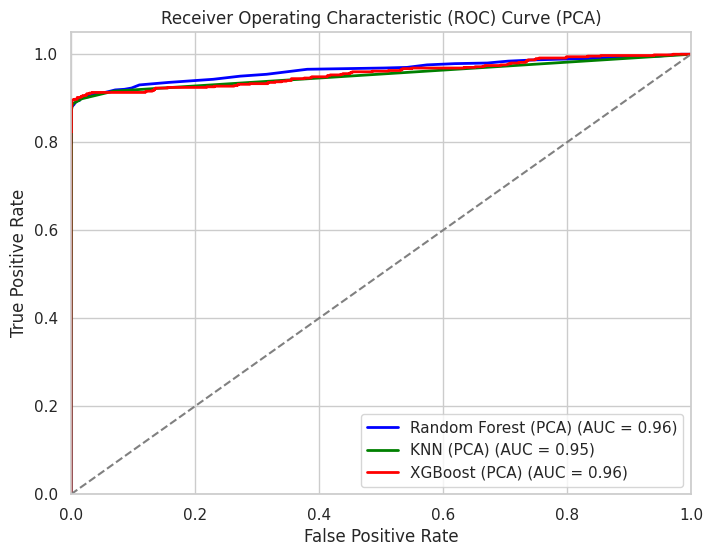 Receiver Operating Characteristic (ROC) Curve (PCA)
True Positive Rate
1.0
0.8
0.6
0.4
0.2
0.0
0.0 0.2 0.4 0.6 0.8 1.0
False Positive Rate
Random Forest (PCA) (AUC = 0.96)
KNN (PCA) (AUC = 0.95)
XGBoost (PCA) (AUC = 0.96)